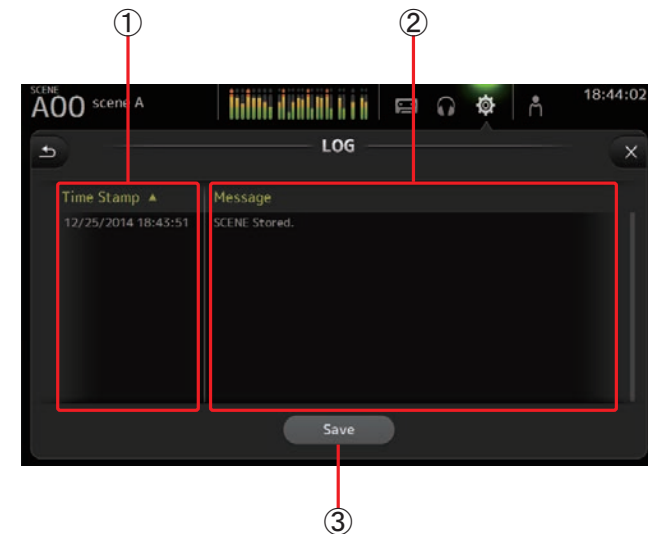 ① ②
SCENE
A00 scene A 18:44:02
LOG
Time Stamp ▲ Message
12/25/2014 18:43:51 SCENE Stored.
Save
③